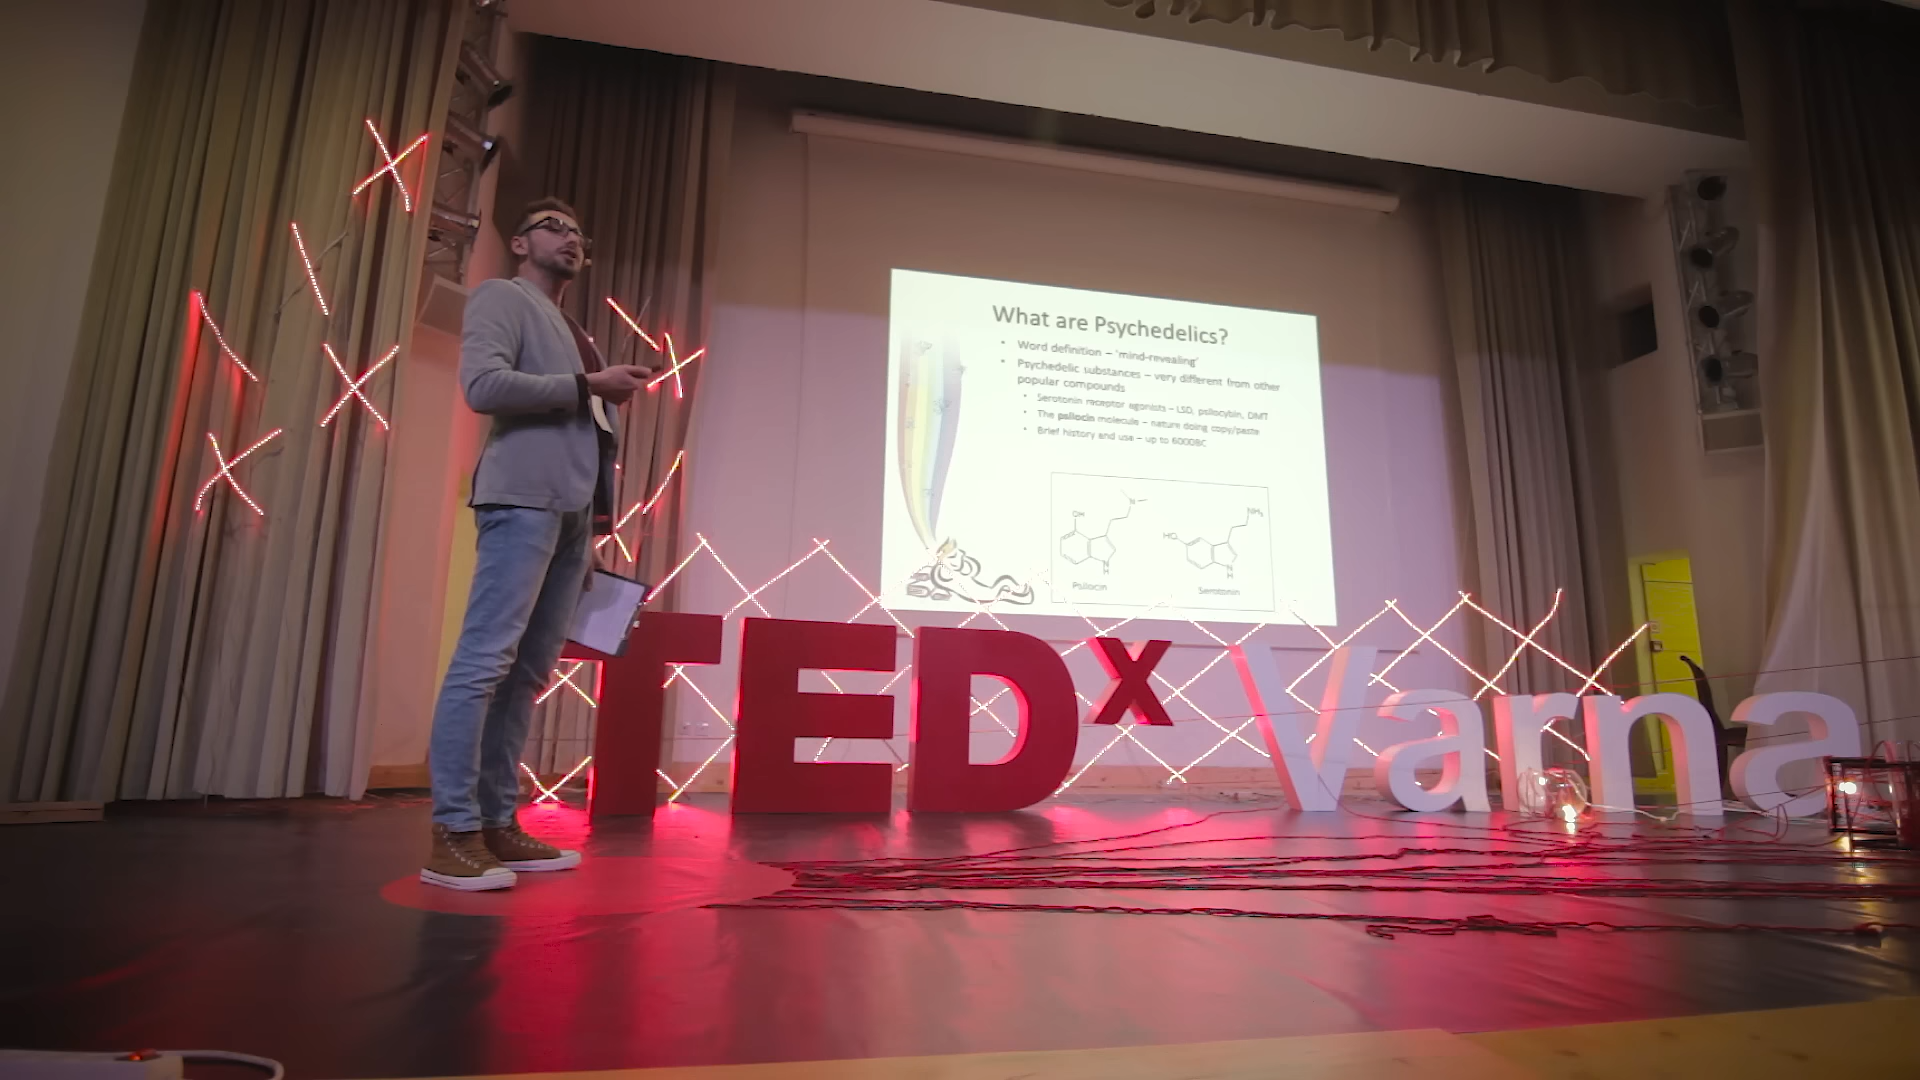 What are Psychedelics?
• Word definition – 'mind-revealing'
• Psychedelic substances – very different from other
popular compounds
• Serotonin receptor agonists – LSD, psilocybin, DMT
• The psilocin molecule – nature doing copy/paste
• Brief history and use – up to 6000BC
OH
N
N
H
Psilocin
HO
NH₂
N
H
Serotonin
TEDx Varna